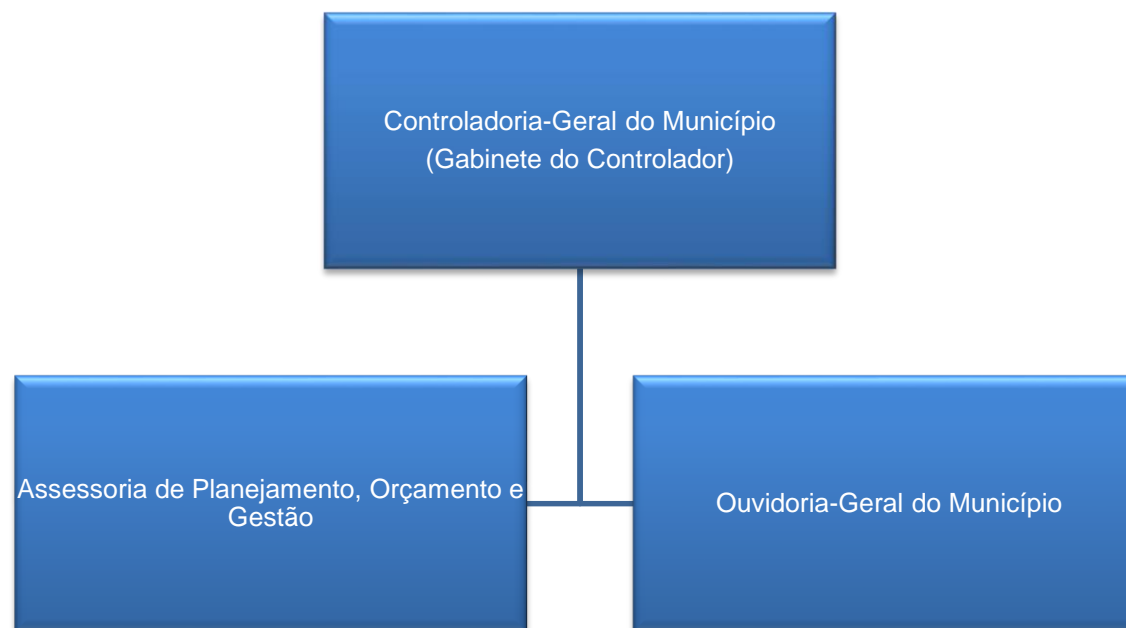 Controladoria-Geral do Município
(Gabinete do Controlador)
Assessoria de Planejamento, Orçamento e
Gestão
Ouvidoria-Geral do Município